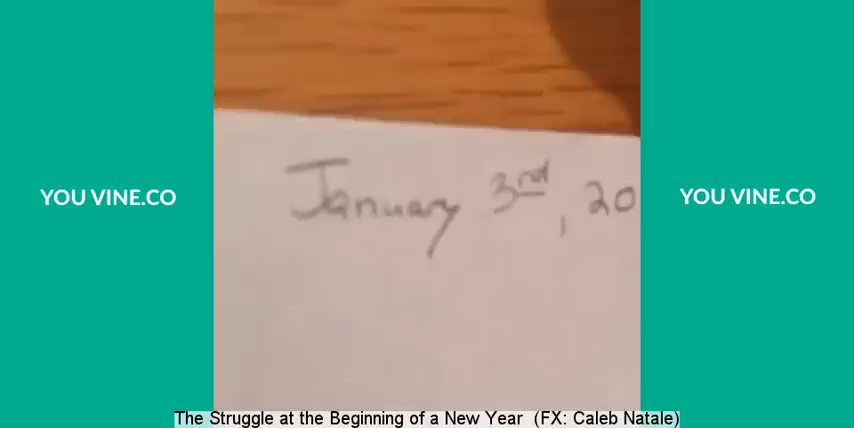 January 3rd, 20
YOU VINE.CO
YOU VINE.CO
The Struggle at the Beginning of a New Year (FX: Caleb Natale)